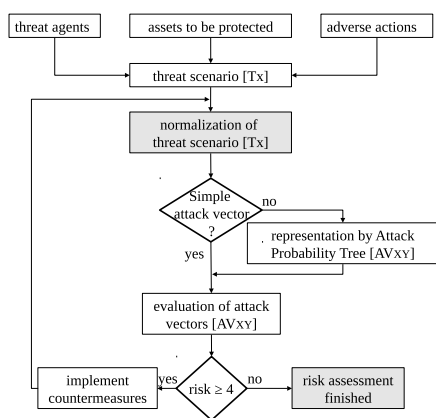 threat agents
assets to be protected
adverse actions
threat scenario [Tx]
normalization of
threat scenario [Tx]
Simple
attack vector
?
no
yes
representation by Attack
Probability Tree [AVXY]
evaluation of attack
vectors [AVXY]
risk ≥ 4
yes
no
implement
countermeasures
risk assessment
finished